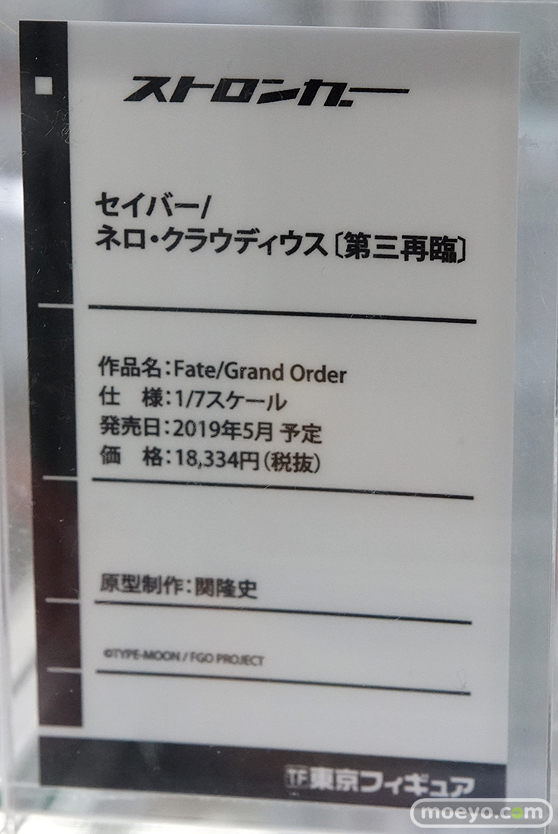 ストロンガー
セイバー/
ネロ・クラウディウス〔第三再臨〕
作品名：Fate/Grand Order
仕　様：1/7スケール
発売日：2019年5月 予定
価　格：18,334円（税抜）
原型制作：関隆史
©TYPE-MOON / FGO PROJECT
TF 東京フィギュア
moeyo.com